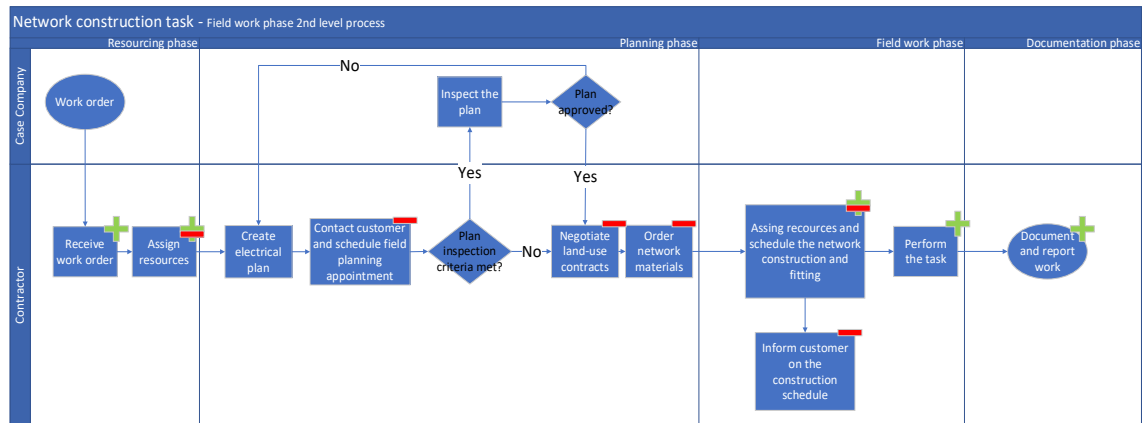 Network construction task - Field work phase 2nd level process
Resourcing phase
Planning phase
Field work phase
Documentation phase
Case Company
Work order
No
Inspect the
plan
Plan
approved?
Yes
Yes
Contractor
Receive
work order
Assign
resources
Create
electrical
plan
Contact customer
and schedule field
planning
appointment
Plan
inspection
criteria met?
No
Negotiate
land-use
contracts
Order
network
materials
Assing recources and
schedule the network
construction and
fitting
Perform
the task
Document
and report
work
Inform customer
on the
construction
schedule